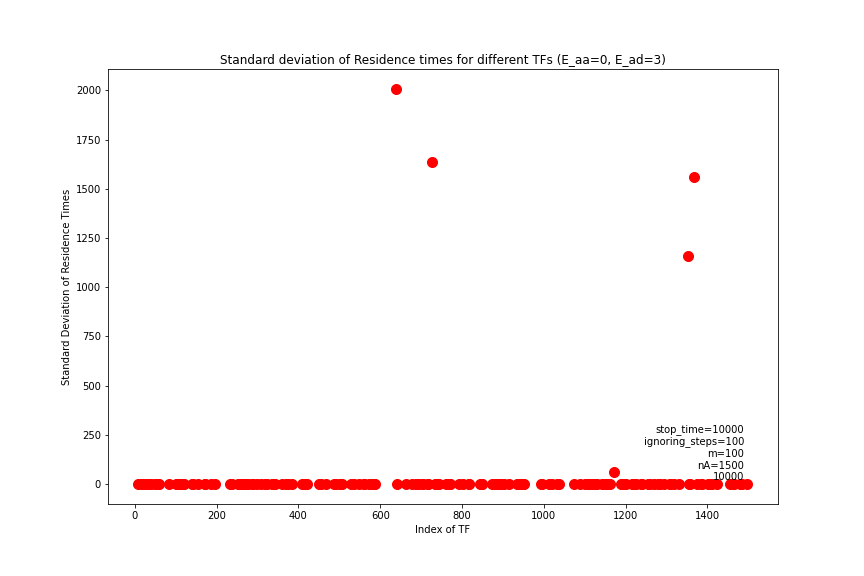 Standard deviation of Residence times for different TFs (E_aa=0, E_ad=3)
Standard Deviation of Residence Times
2000
1750
1500
1250
1000
750
500
250
0
stop_time=10000
ignoring_steps=100
m=100
nA=1500
10000
0 200 400 600 800 1000 1200 1400
Index of TF